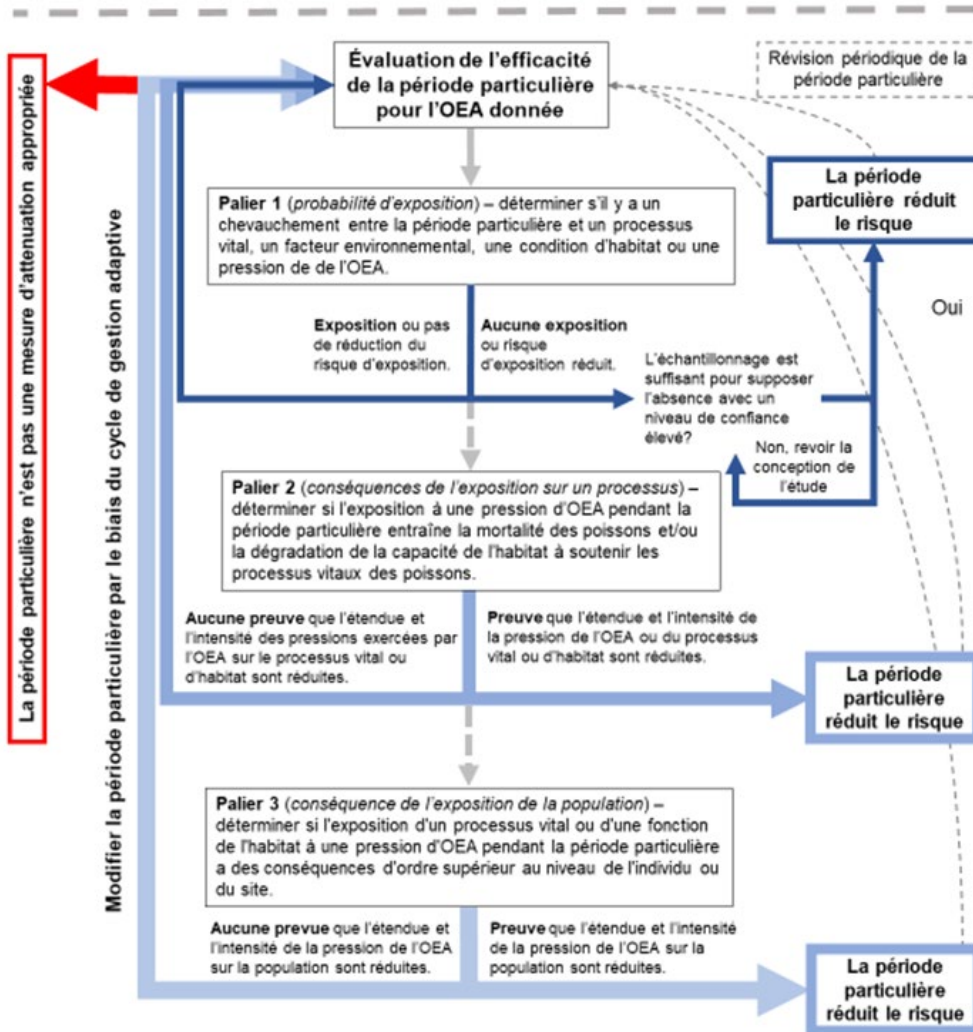 La période particulière n'est pas une mesure d'attenuation appropriée
Modifier la période particulière par le biais du cycle de gestion adaptive
Évaluation de l'efficacité
de la période particulière
pour l'OEA donnée
Révision périodique de la
période particulière
La période
particulière réduit
le risque
Palier 1 (probabilité d'exposition) – déterminer s'il y a un
chevauchement entre la période particulière et un processus
vital, un facteur environnemental, une condition d'habitat ou une
pression de de l'OEA.
Oui
Exposition ou pas
de réduction du
risque d'exposition.
Aucune exposition
ou risque
d'exposition réduit.
L'échantillonnage est
suffisant pour supposer
l'absence avec un
niveau de confiance
élevé?
Non, revoir la
conception de
l'étude
Palier 2 (conséquences de l'exposition sur un processus) –
déterminer si l'exposition à une pression d'OEA pendant la
période particulière entraîne la mortalité des poissons et/ou
la dégradation de la capacité de l'habitat à soutenir les
processus vitaux des poissons.
Aucune preuve que l'étendue et
l'intensité des pressions exercées par
l'OEA sur le processus vital ou
d'habitat sont réduites.
Preuve que l'étendue et l'intensité de
la pression de l'OEA ou du processus
vital ou d'habitat sont réduites.
La période
particulière
réduit le risque
Palier 3 (conséquence de l'exposition de la population) –
déterminer si l'exposition d'un processus vital ou d'une fonction
de l'habitat à une pression d'OEA pendant la période particulière
a des conséquences d'ordre supérieur au niveau de l'individu ou
du site.
Aucune prevue que l'étendue et
l'intensité de la pression de l'OEA
sur la population sont réduites.
Preuve que l'étendue et l'intensité
de la pression de l'OEA sur la
population sont réduites.
La période
particulière
réduit le risque